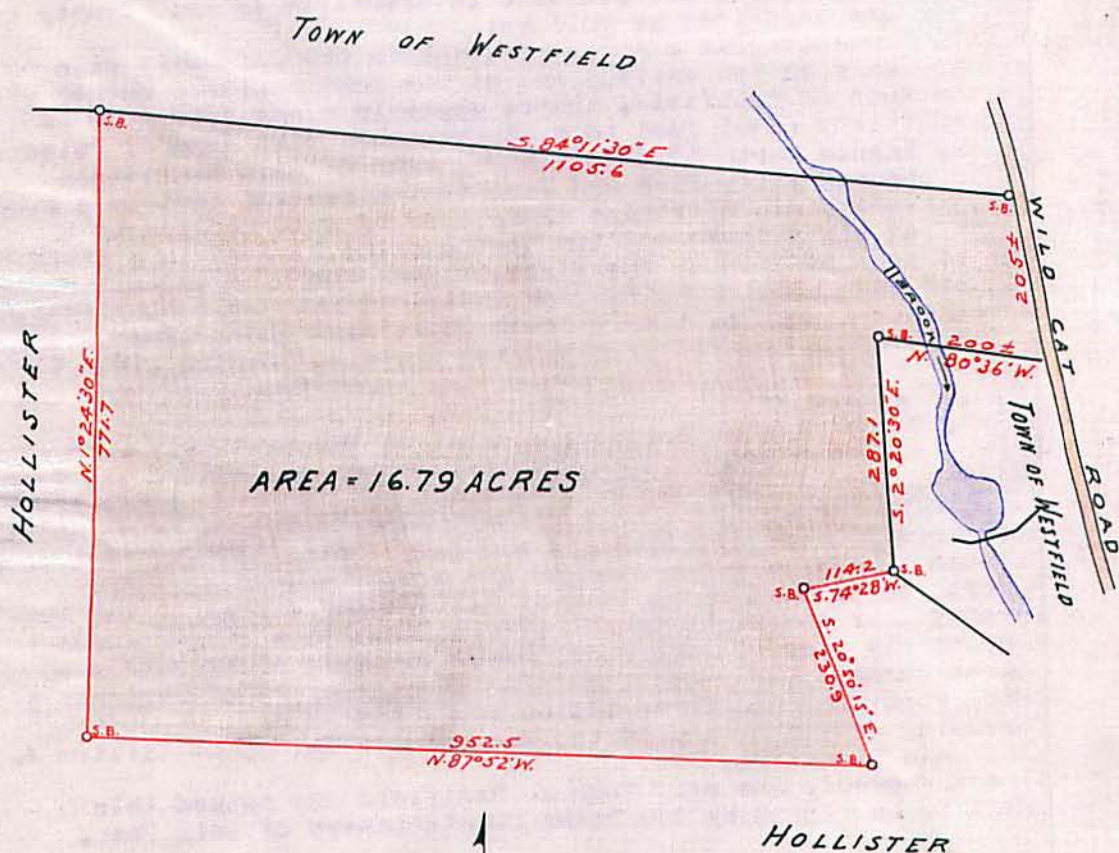 TOWN OF WESTFIELD
S.B.
S. 84°11'30" E
1105.6
S.B.
WILD CAT ROAD
205±
BROOK
S.B.
200±
N. 80°36' W.
HOLLISTER
N. 1°24'30" E.
771.7
287.1
S. 2°20'30" E.
TOWN OF WESTFIELD
AREA = 16.79 ACRES
114.2
S. 74°28' W.
S.B.
S.B.
S. 20°50'15" E.
230.9
S.B.
952.5
N. 87°52' W.
S.B.
HOLLISTER